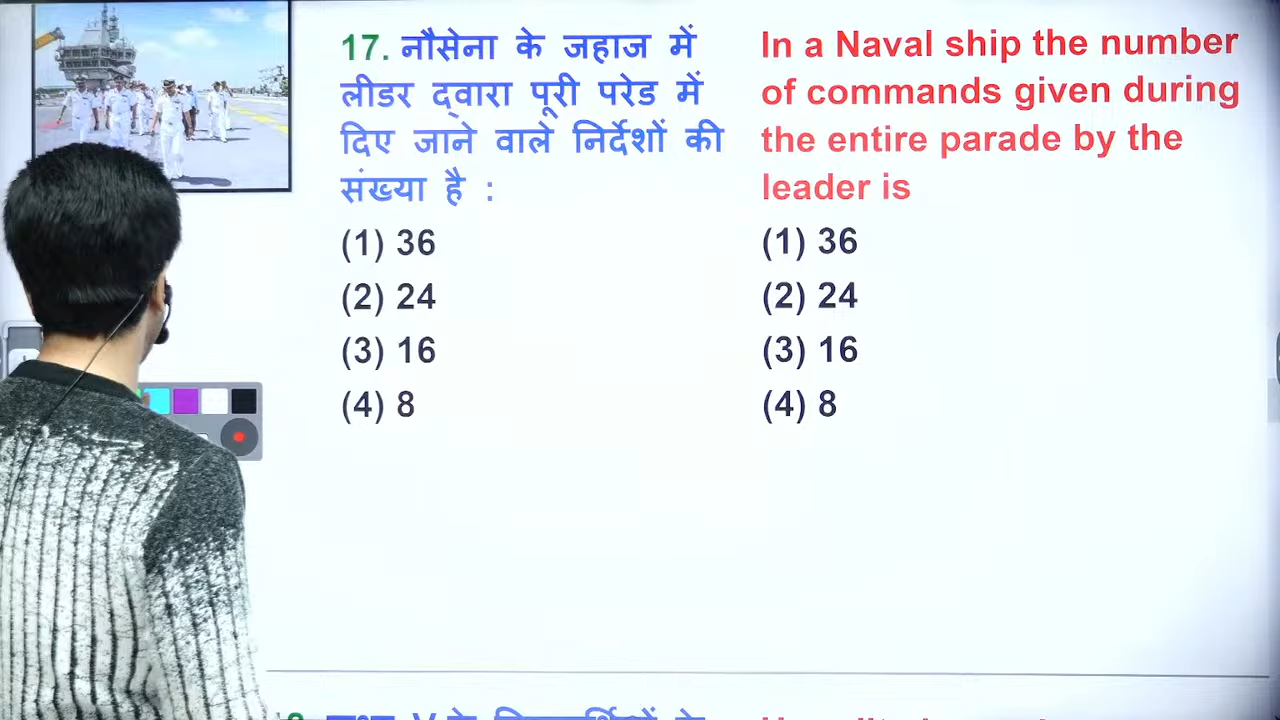 17. नौसेना के जहाज में
लीडर द्वारा पूरी परेड में
दिए जाने वाले निर्देशों की
संख्या है :
(1) 36
(2) 24
(3) 16
(4) 8
In a Naval ship the number
of commands given during
the entire parade by the
leader is
(1) 36
(2) 24
(3) 16
(4) 8